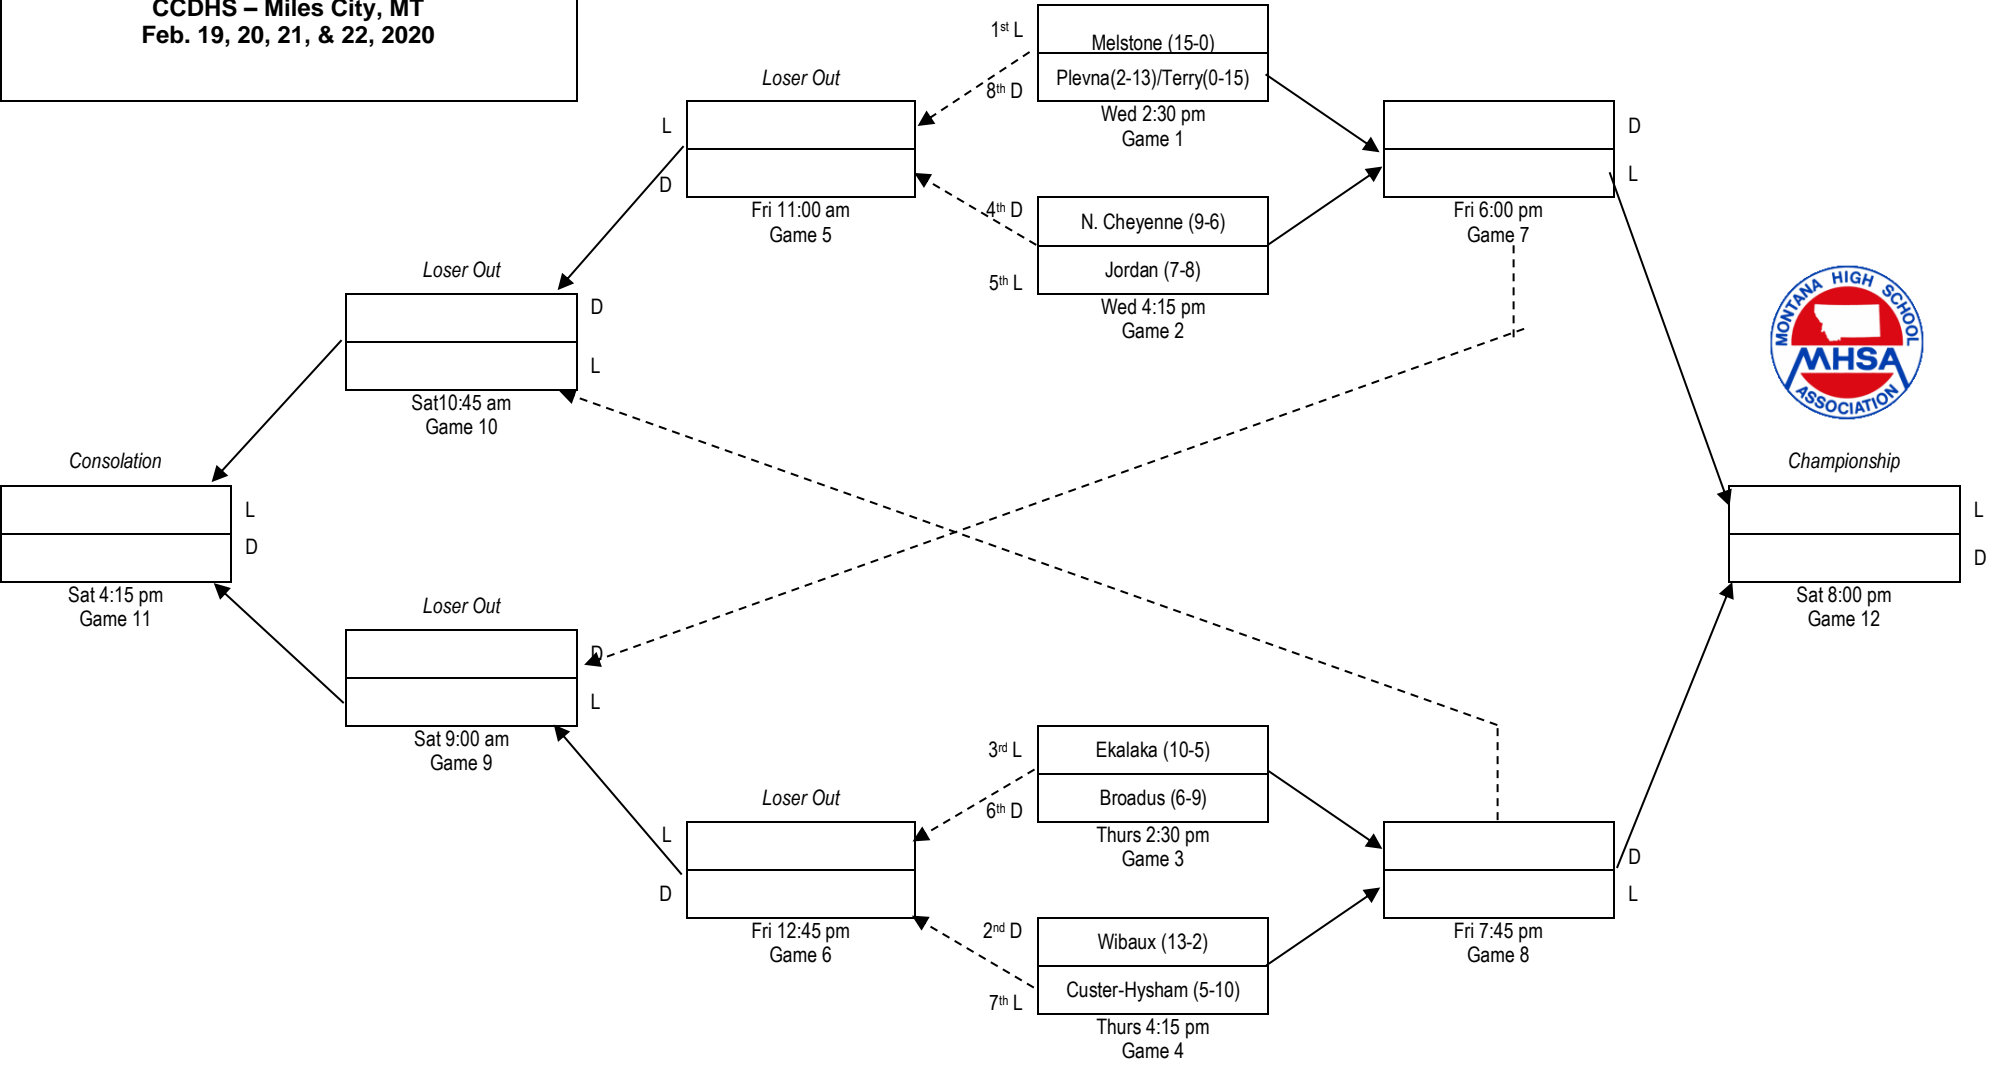 CCDHS – Miles City, MT
Feb. 19, 20, 21, & 22, 2020
1st L
Melstone (15-0)
8th D
Plevna(2-13)/Terry(0-15)
Wed 2:30 pm
Game 1
Loser Out
L
D
Fri 11:00 am
Game 5
4th D
N. Cheyenne (9-6)
5th L
Jordan (7-8)
Wed 4:15 pm
Game 2
D
L
Fri 6:00 pm
Game 7
Loser Out
D
L
Sat10:45 am
Game 10
MONTANA HIGH SCHOOL
MHSA
ASSOCIATION
Consolation
L
D
Sat 4:15 pm
Game 11
Championship
L
D
Sat 8:00 pm
Game 12
Loser Out
D
L
Sat 9:00 am
Game 9
3rd L
Ekalaka (10-5)
6th D
Broadus (6-9)
Thurs 2:30 pm
Game 3
Loser Out
L
D
Fri 12:45 pm
Game 6
2nd D
Wibaux (13-2)
7th L
Custer-Hysham (5-10)
Thurs 4:15 pm
Game 4
D
L
Fri 7:45 pm
Game 8